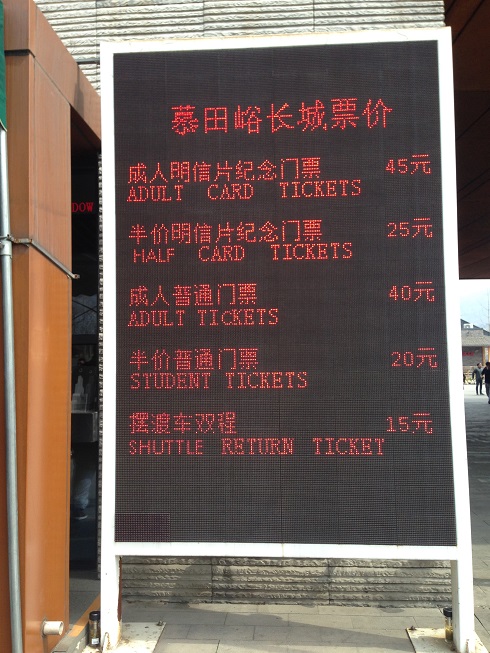 慕田峪长城票价
成人明信片纪念门票 45元
ADULT CARD TICKETS
半价明信片纪念门票 25元
HALF CARD TICKETS
成人普通门票 40元
ADULT TICKETS
半价普通门票 20元
STUDENT TICKETS
摆渡车双程 15元
SHUTTLE RETURN TICKET
DOW